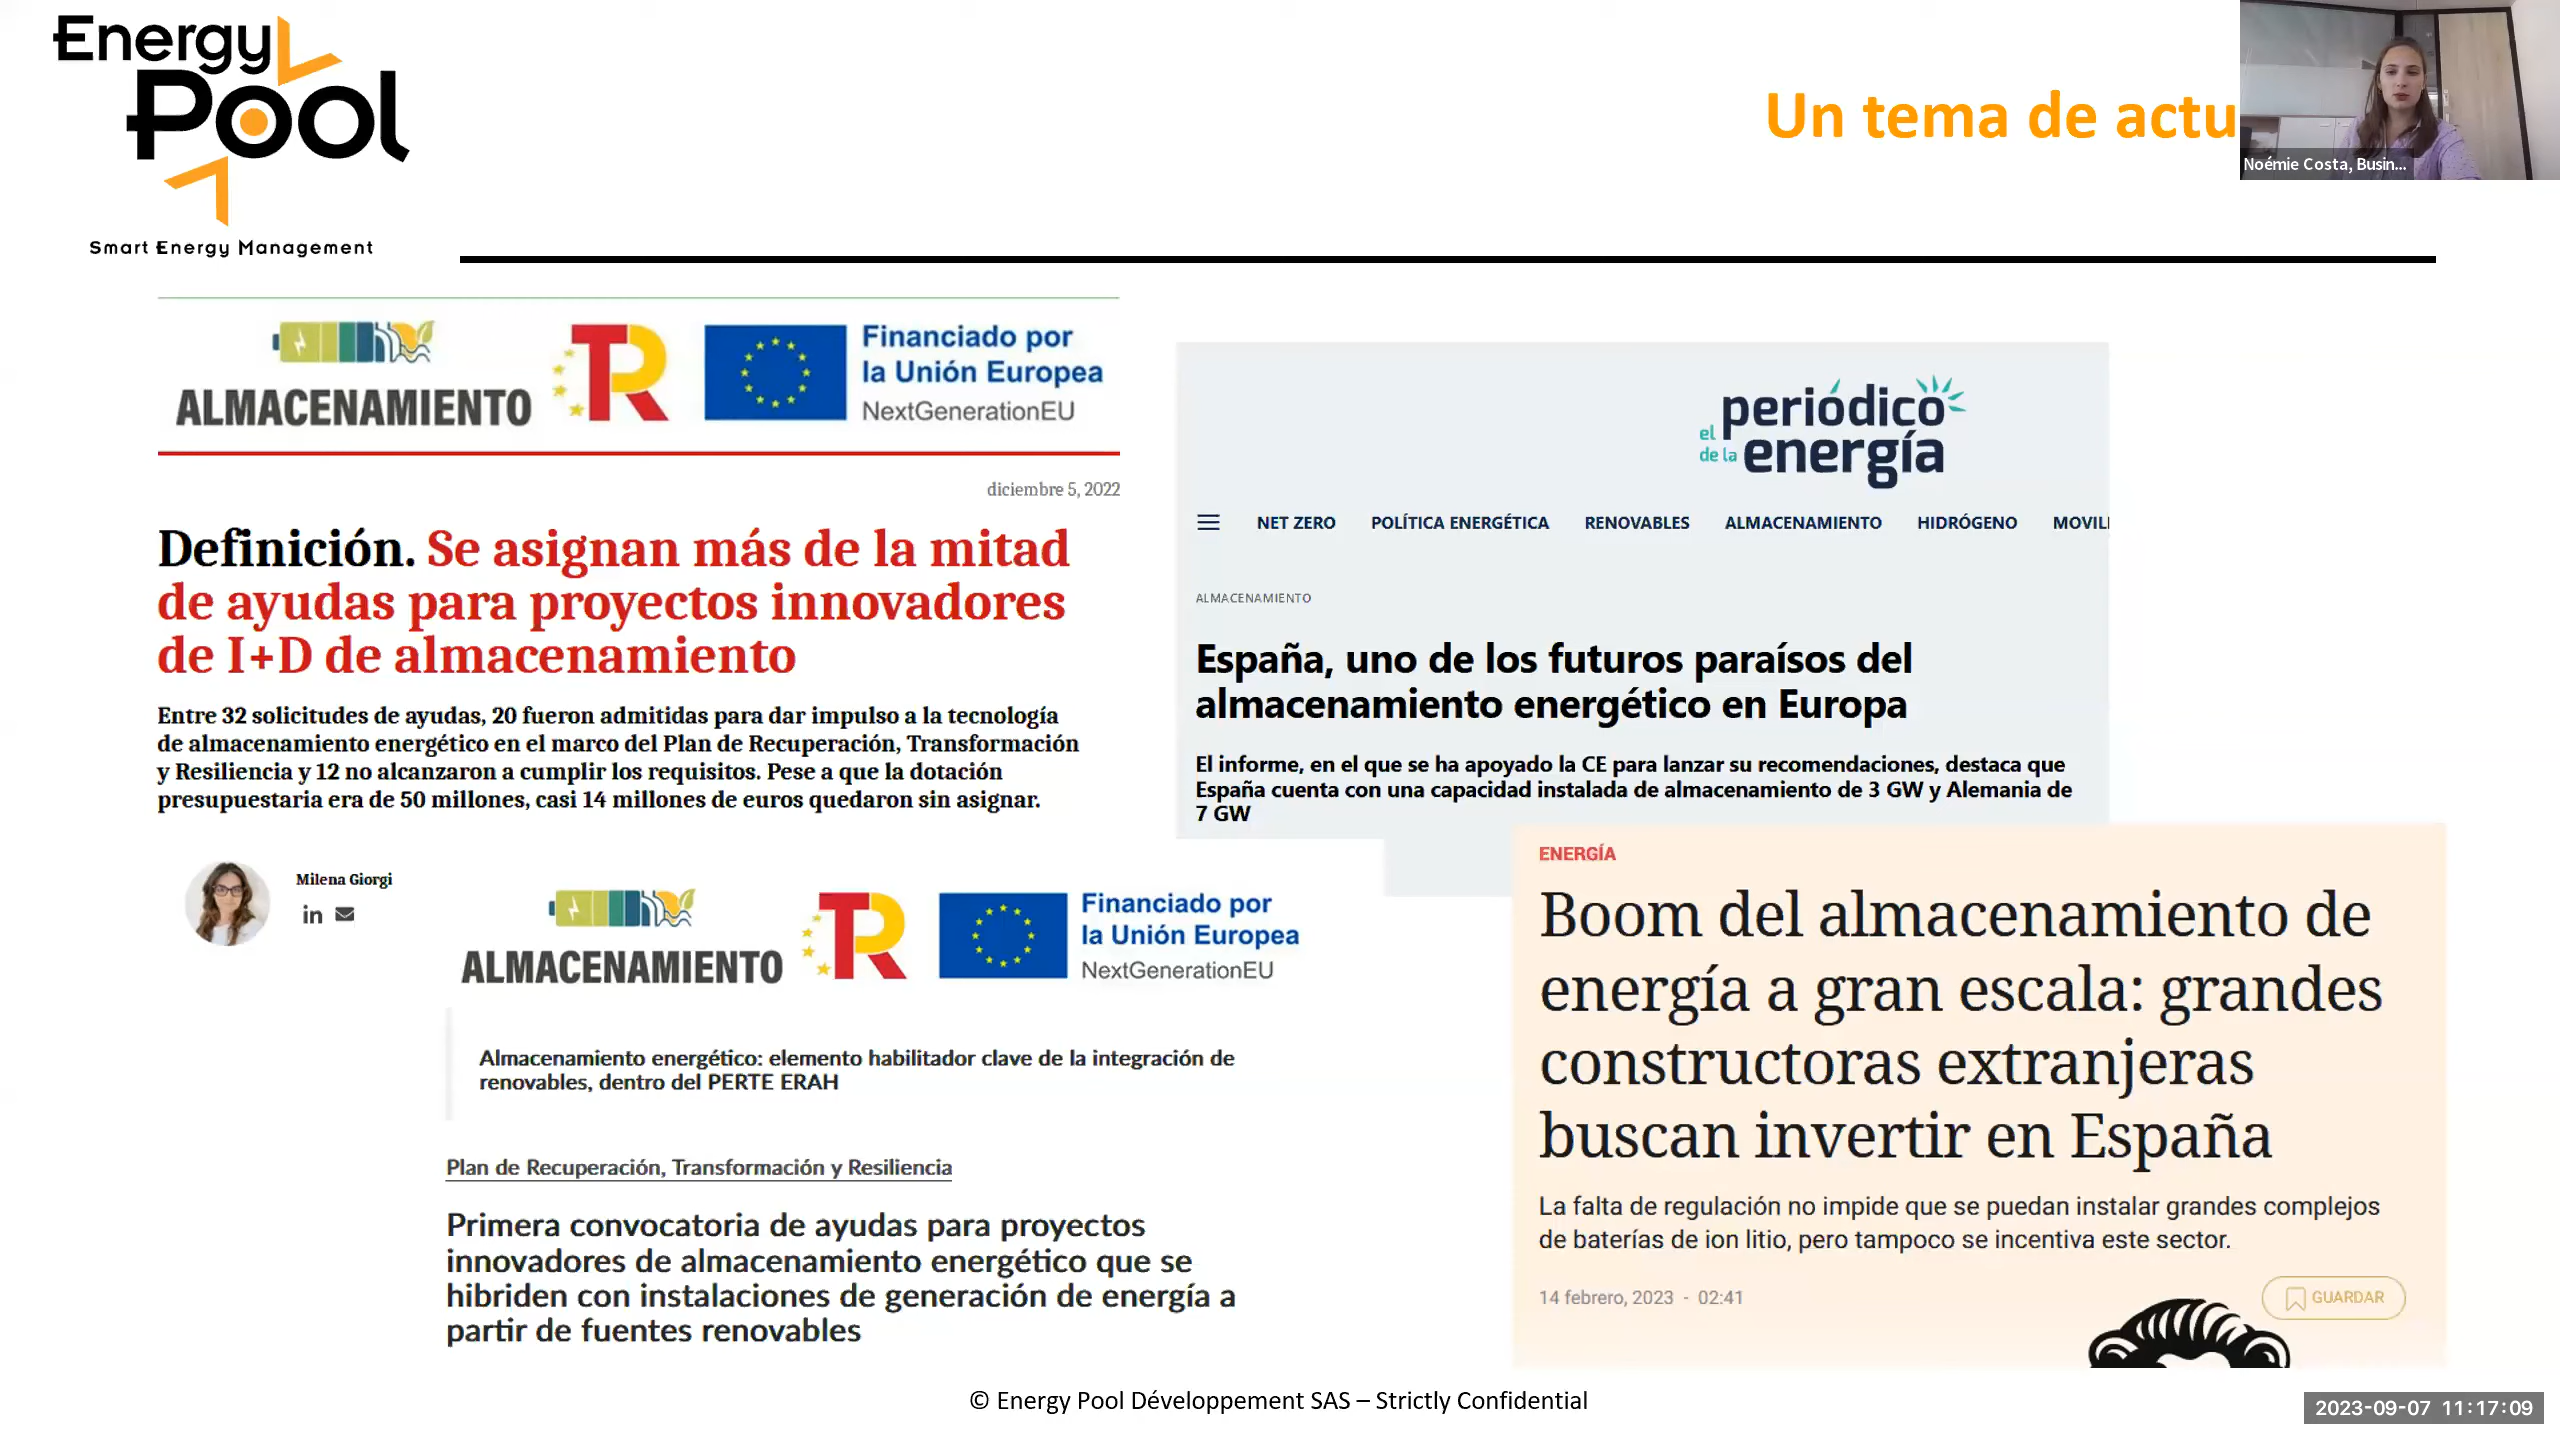 Energy
Pool
Smart Energy Management
Un tema de actu
Noémie Costa, Busin...
ALMACENAMIENTO
TR
Financiado por
la Unión Europea
NextGenerationEU
diciembre 5, 2022
Definición. Se asignan más de la mitad
de ayudas para proyectos innovadores
de I+D de almacenamiento
Entre 32 solicitudes de ayudas, 20 fueron admitidas para dar impulso a la tecnología
de almacenamiento energético en el marco del Plan de Recuperación, Transformación
y Resiliencia y 12 no alcanzaron a cumplir los requisitos. Pese a que la dotación
presupuestaria era de 50 millones, casi 14 millones de euros quedaron sin asignar.
Milena Giorgi
in
el periódico
de la energía
NET ZERO POLÍTICA ENERGÉTICA RENOVABLES ALMACENAMIENTO HIDRÓGENO MOVIL
ALMACENAMIENTO
España, uno de los futuros paraísos del
almacenamiento energético en Europa
El informe, en el que se ha apoyado la CE para lanzar su recomendaciones, destaca que
España cuenta con una capacidad instalada de almacenamiento de 3 GW y Alemania de
7 GW
ALMACENAMIENTO
TR
Financiado por
la Unión Europea
NextGenerationEU
Almacenamiento energético: elemento habilitador clave de la integración de
renovables, dentro del PERTE ERAH
Plan de Recuperación, Transformación y Resiliencia
Primera convocatoria de ayudas para proyectos
innovadores de almacenamiento energético que se
hibriden con instalaciones de generación de energía a
partir de fuentes renovables
ENERGÍA
Boom del almacenamiento de
energía a gran escala: grandes
constructoras extranjeras
buscan invertir en España
La falta de regulación no impide que se puedan instalar grandes complejos
de baterías de ion litio, pero tampoco se incentiva este sector.
14 febrero, 2023 - 02:41
GUARDAR
© Energy Pool Développement SAS – Strictly Confidential
2023-09-07 11:17:09